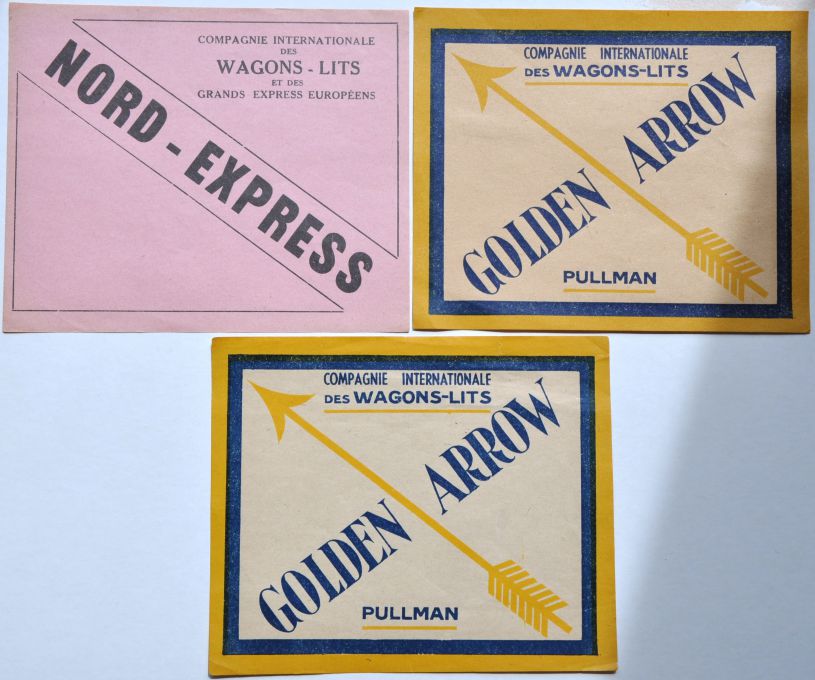 COMPAGNIE INTERNATIONALE
DES
WAGONS - LITS
ET DES
GRANDS EXPRESS EUROPÉENS
NORD - EXPRESS
COMPAGNIE INTERNATIONALE
DES WAGONS-LITS
GOLDEN ARROW
PULLMAN
COMPAGNIE INTERNATIONALE
DES WAGONS-LITS
GOLDEN ARROW
PULLMAN